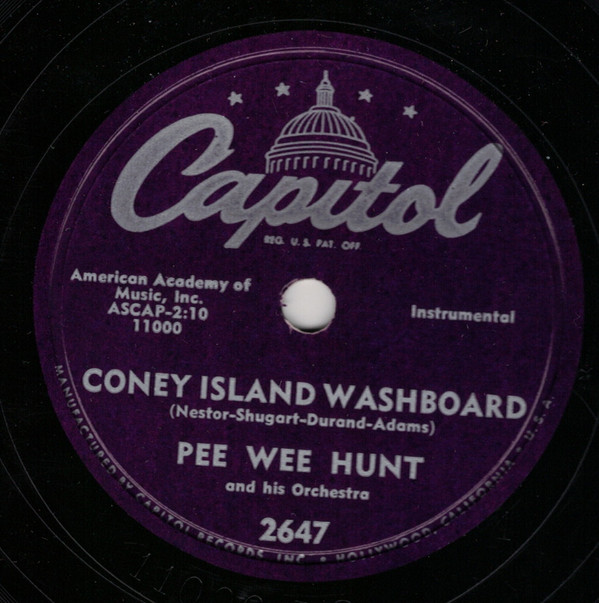 Capitol
REG. U.S. PAT. OFF.
American Academy of
Music, Inc.
ASCAP-2:10
11000
Instrumental
CONEY ISLAND WASHBOARD
(Nestor-Shugart-Durand-Adams)
PEE WEE HUNT
and his Orchestra
2647
MANUFACTURED BY CAPITOL RECORDS, INC. • HOLLYWOOD, CALIFORNIA • U.S.A.